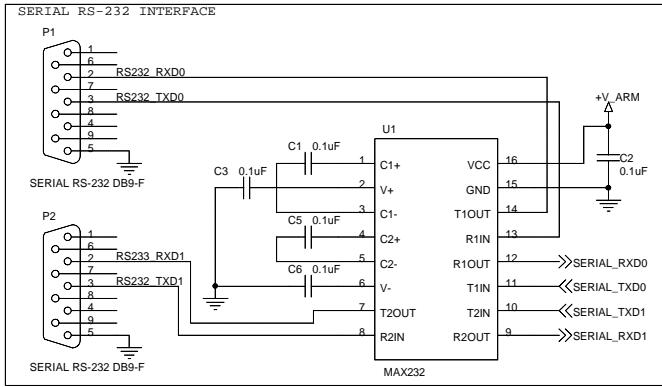 SERIAL RS-232 INTERFACE
P1
1
6
2 RS232_RXD0
7
3 RS232_TXD0
8
4
9
5
SERIAL RS-232 DB9-F
P2
1
6
2 RS233_RXD1
7
3 RS232_TXD1
8
4
9
5
SERIAL RS-232 DB9-F
+V_ARM
C2
0.1uF
C1 0.1uF
C3 0.1uF
C5 0.1uF
C6 0.1uF
U1
1 C1+ VCC 16
2 V+ GND 15
3 C1- T1OUT 14
4 C2+ R1IN 13
5 C2- R1OUT 12 SERIAL_RXD0
6 V- T1IN 11 SERIAL_TXD0
7 T2OUT T2IN 10 SERIAL_TXD1
8 R2IN R2OUT 9 SERIAL_RXD1
MAX232